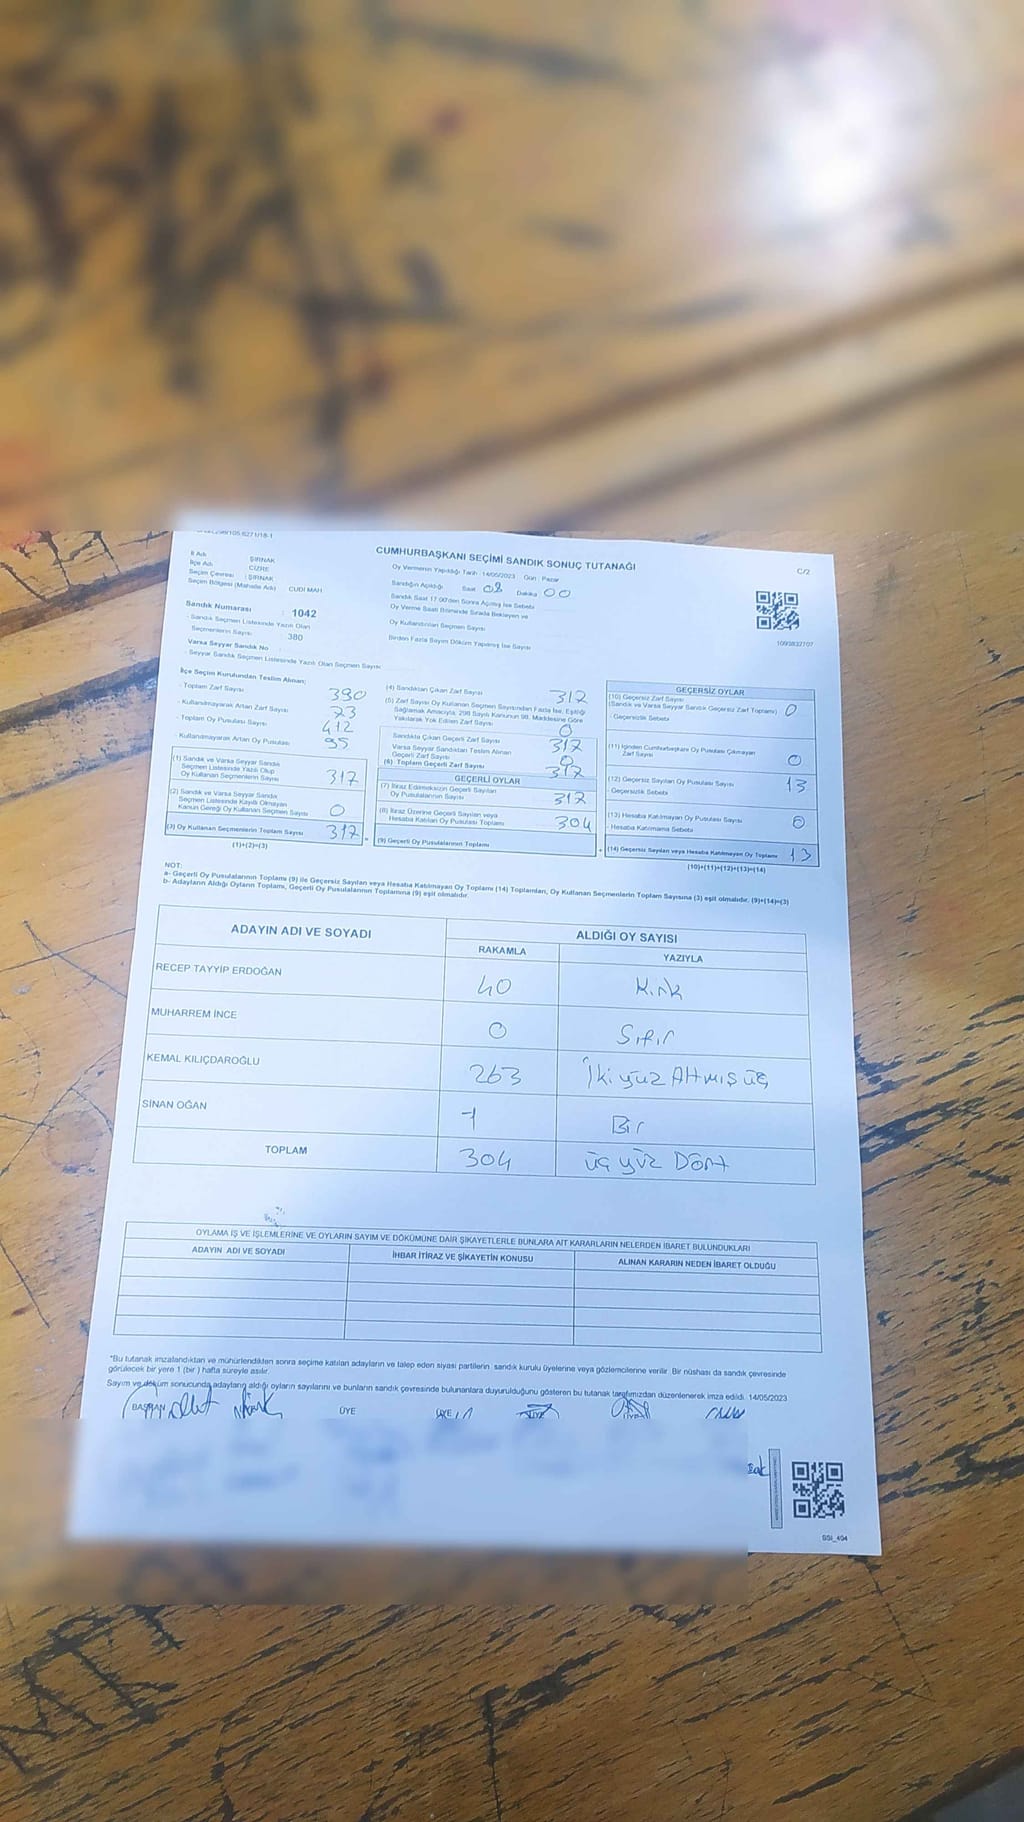 CUMHURBAŞKANI SEÇİMİ SANDIK SONUÇ TUTANAĞI
C/2
İl Adı : ŞIRNAK
İlçe Adı : CİZRE
Seçim Çevresi : ŞIRNAK
Seçim Bölgesi (Mahalle Adı) : CUDİ MAH
Sandık Numarası : 1042
- Sandık Seçmen Listesinde Yazılı Olan
Seçmenlerin Sayısı : 380
Varsa Seyyar Sandık No :
- Seyyar Sandık Seçmen Listesinde Yazılı Olan Seçmen Sayısı:
Oy Vermenin Yapıldığı Tarih: 14/05/2023 Gün : Pazar
Sandığın Açıldığı Saat 08 Dakika 00
Sandık Saat 17:00'den Sonra Açılmış İse Sebebi
Oy Verme Saati Bitiminde Sırada Bekleyen ve
Oy Kullandırılan Seçmen Sayısı
Birden Fazla Sayım Döküm Yapılmış İse Sayısı
1093832707
İlçe Seçim Kurulundan Teslim Alınan;
- Toplam Zarf Sayısı 390
- Kullanılmayarak Artan Zarf Sayısı 73
- Toplam Oy Pusulası Sayısı 412
- Kullanılmayarak Artan Oy Pusulası 95
(1) Sandık ve Varsa Seyyar Sandık
Seçmen Listesinde Yazılı Olup
Oy Kullanan Seçmenlerin Sayısı 317
(2) Sandık ve Varsa Seyyar Sandık
Seçmen Listesinde Kayıtlı Olmayan
Kanun Gereği Oy Kullanan Seçmen Sayısı 0
(3) Oy Kullanan Seçmenlerin Toplam Sayısı 317
(1)+(2)=(3)
(4) Sandıktan Çıkan Zarf Sayısı 317
(5) Zarf Sayısı Oy Kullanan Seçmen Sayısından Fazla İse, Eşitliği
Sağlamak Amacıyla, 298 Sayılı Kanunun 98. Maddesine Göre
Yakılarak Yok Edilen Zarf Sayısı 0
Sandıkta Çıkan Geçerli Zarf Sayısı 317
Varsa Seyyar Sandıktan Teslim Alınan
Geçerli Zarf Sayısı 0
(6) Toplam Geçerli Zarf Sayısı 317
GEÇERLİ OYLAR
(7) İtiraz Edilmeksizin Geçerli Sayılan
Oy Pusulalarının Sayısı 317
(8) İtiraz Üzerine Geçerli Sayılan veya
Hesaba Katılan Oy Pusulası Toplamı 304
(9) Geçerli Oy Pusulalarının Toplamı
GEÇERSİZ OYLAR
(10) Geçersiz Zarf Sayısı
(Sandık ve Varsa Seyyar Sandık Geçersiz Zarf Toplamı) : 0
- Geçersizlik Sebebi
(11) İçinden Cumhurbaşkanı Oy Pusulası Çıkmayan
Zarf Sayısı 0
(12) Geçersiz Sayılan Oy Pusulası Sayısı 13
- Geçersizlik Sebebi
(13) Hesaba Katılmayan Oy Pusulası Sayısı 0
- Hesaba Katılmama Sebebi
(14) Geçersiz Sayılan veya Hesaba Katılmayan Oy Toplamı 13
(10)+(11)+(12)+(13)=(14)
NOT:
a- Geçerli Oy Pusulalarının Toplamı (9) ile Geçersiz Sayılan veya Hesaba Katılmayan Oy Toplamı (14) Toplamları, Oy Kullanan Seçmenlerin Toplam Sayısına (3) eşit olmalıdır. (9)+(14)=(3)
b- Adayların Aldığı Oyların Toplamı, Geçerli Oy Pusulalarının Toplamına (9) eşit olmalıdır.
ADAYIN ADI VE SOYADI ALDIĞI OY SAYISI
RAKAMLA YAZIYLA
RECEP TAYYİP ERDOĞAN 40 Kırk
MUHARREM İNCE 0 Sıfır
KEMAL KILIÇDAROĞLU 263 İkiyüz Altmış üç
SİNAN OĞAN 1 Bir
TOPLAM 304 üç yüz Dört
OYLAMA İŞ VE İŞLEMLERİNE VE OYLARIN SAYIM VE DÖKÜMÜNE DAİR ŞİKAYETLERLE BUNLARA AİT KARARLARIN NELERDEN İBARET BULUNDUKLARI
ADAYIN ADI VE SOYADI İHBAR İTİRAZ VE ŞİKAYETİN KONUSU ALINAN KARARIN NEDEN İBARET OLDUĞU
*Bu tutanak imzalandıktan ve mühürlendikten sonra seçime katılan adayların ve talep eden siyasi partilerin sandık kurulu üyelerine veya gözlemcilerine verilir. Bir nüshası da sandık çevresinde
görülecek bir yere 1 (bir ) hafta süreyle asılır.
Sayım ve döküm sonucunda adayların aldığı oyların sayılarını ve bunların sandık çevresinde bulunanlara duyurulduğunu gösteren bu tutanak tarafımızdan düzenlenerek imza edildi. 14/05/2023
BAŞKAN ÜYE ÜYE ÜYE ÜYE
SSI_404